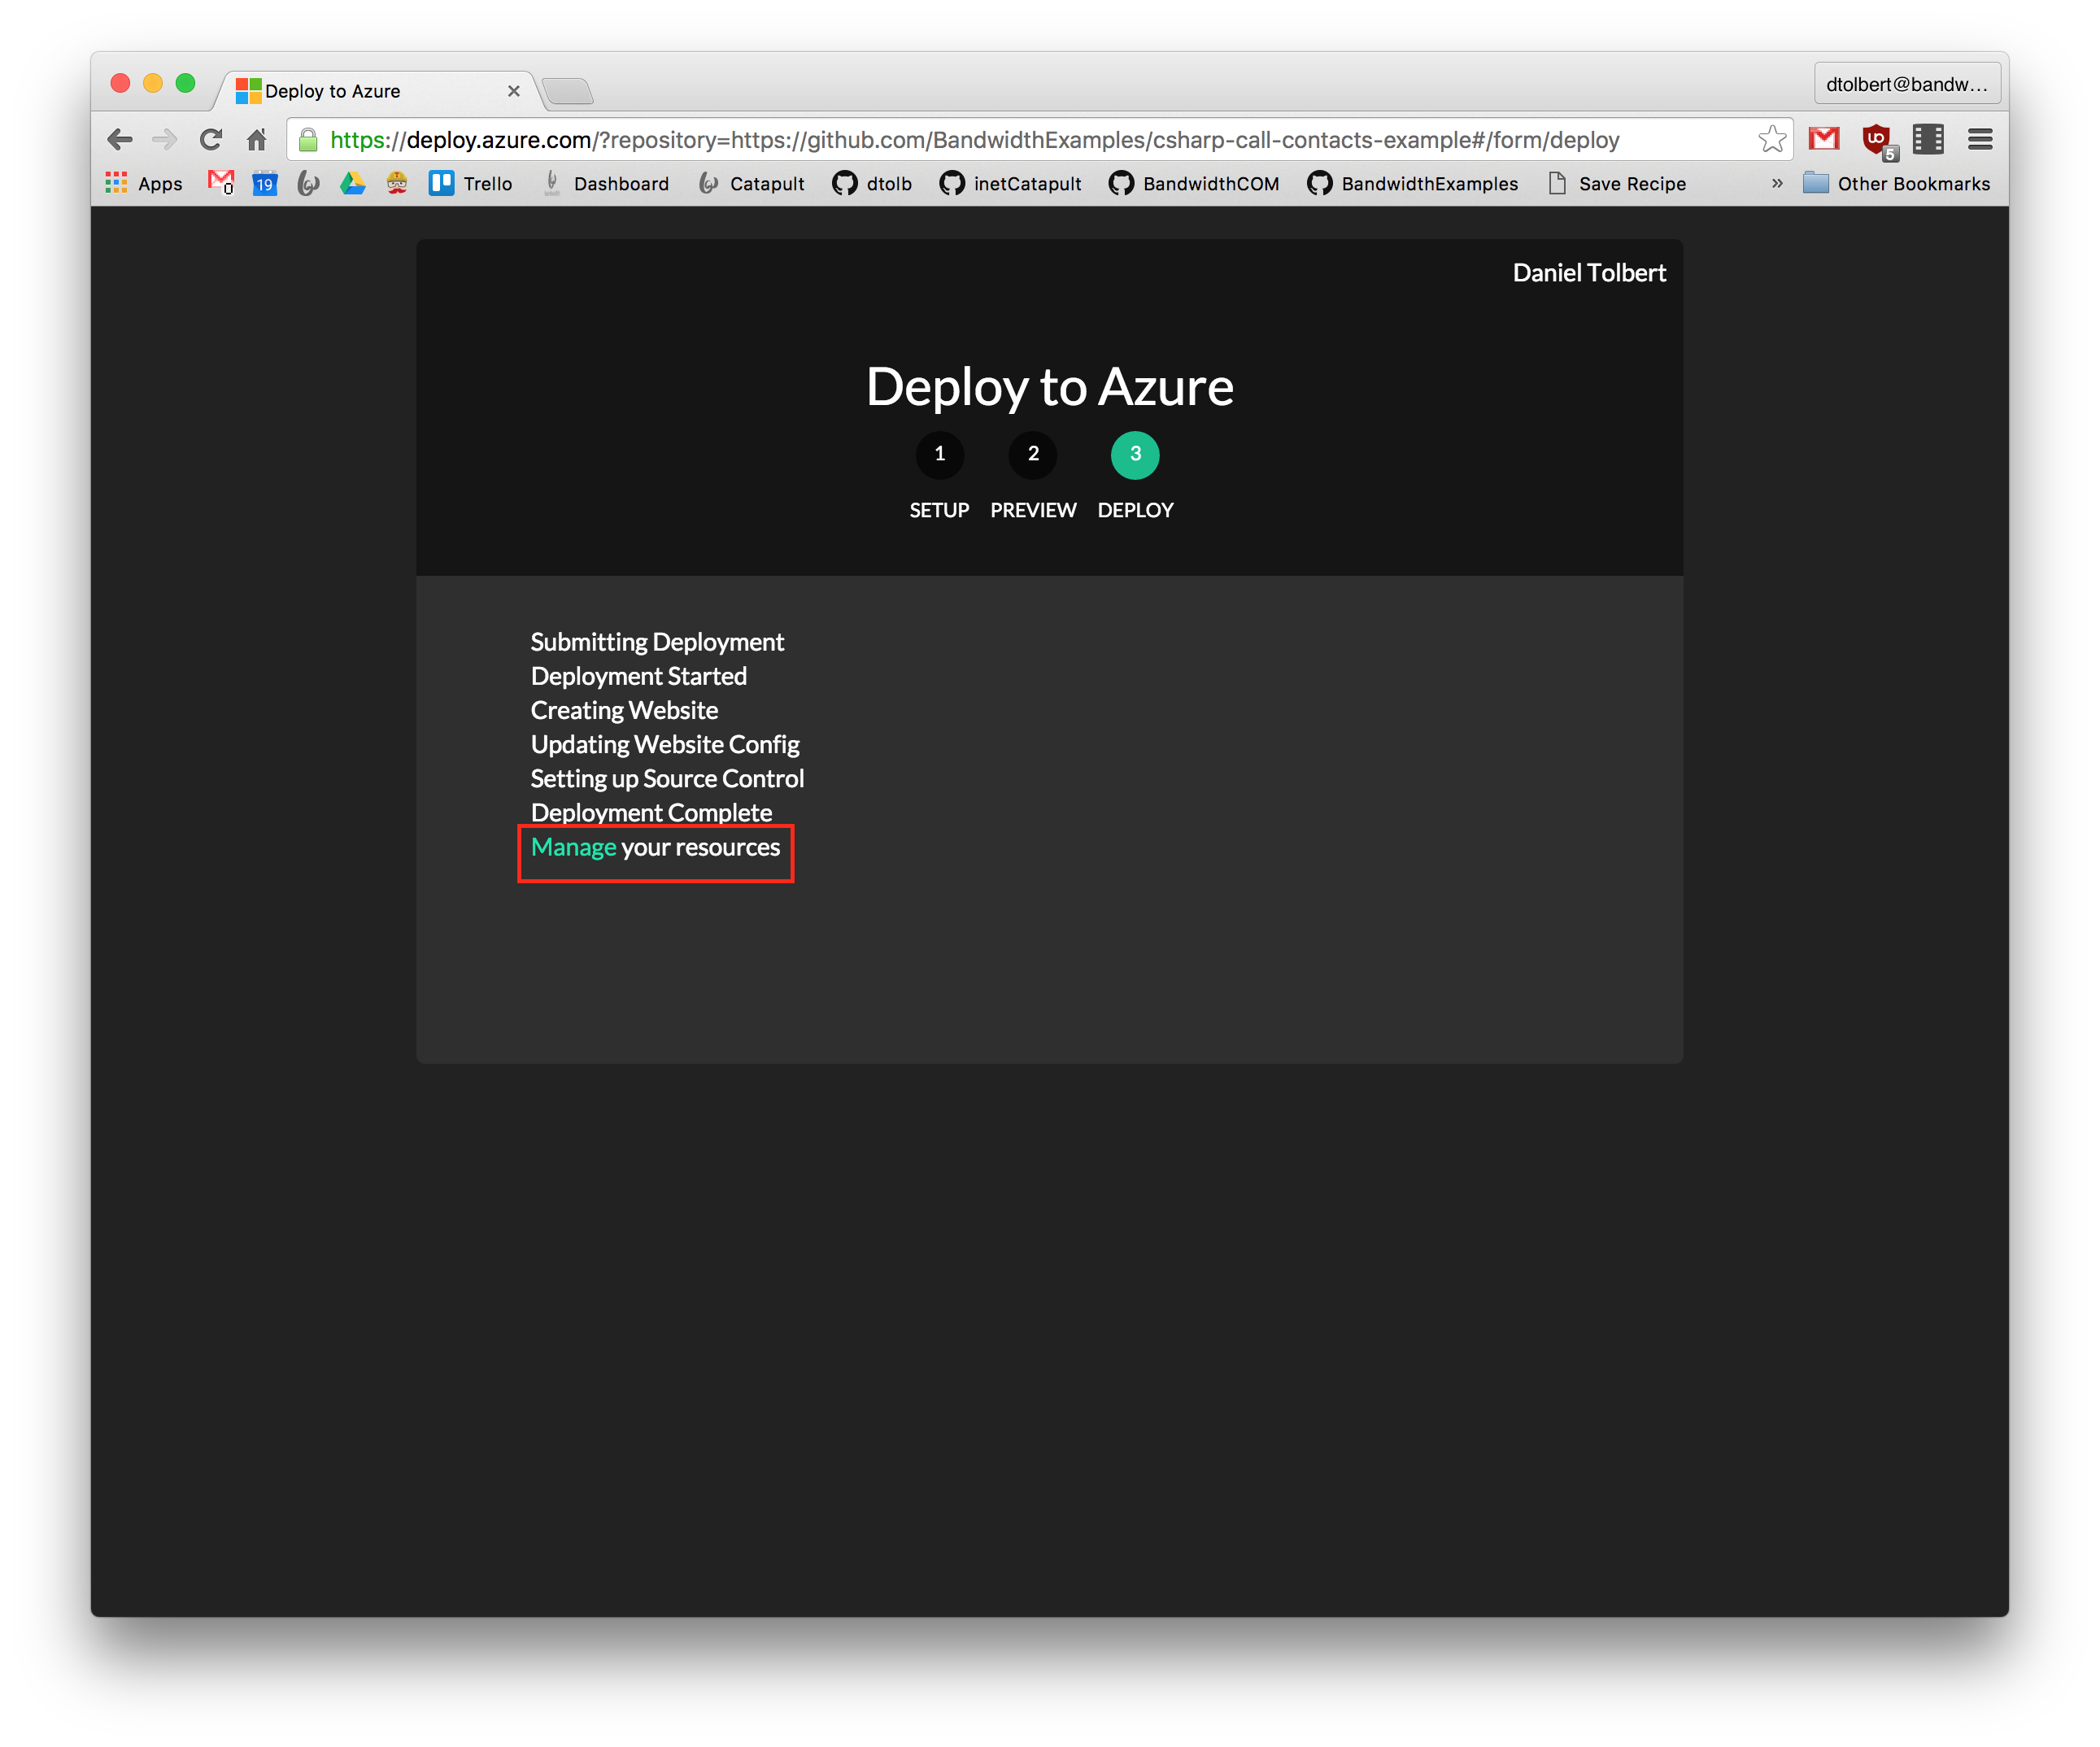 Deploy to Azure
dtolbert@bandw...
https://deploy.azure.com/?repository=https://github.com/BandwidthExamples/csharp-call-contacts-example#/form/deploy
5
Apps 0 19 Trello Dashboard Catapult dtolb inetCatapult BandwidthCOM BandwidthExamples Save Recipe » Other Bookmarks
Daniel Tolbert
Deploy to Azure
1 2 3
SETUP PREVIEW DEPLOY
Submitting Deployment
Deployment Started
Creating Website
Updating Website Config
Setting up Source Control
Deployment Complete
Manage your resources